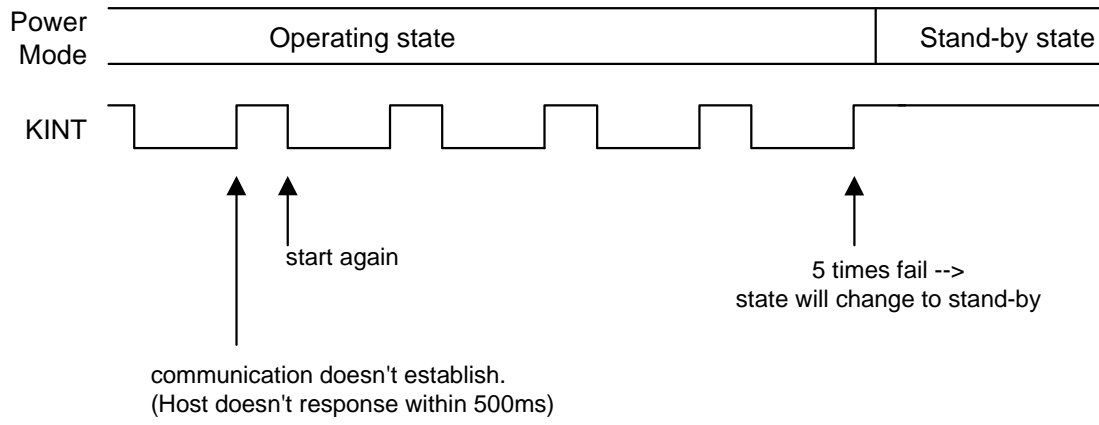 Power
Mode
Operating state
Stand-by state
KINT
start again
5 times fail -->
state will change to stand-by
communication doesn't establish.
(Host doesn't response within 500ms)